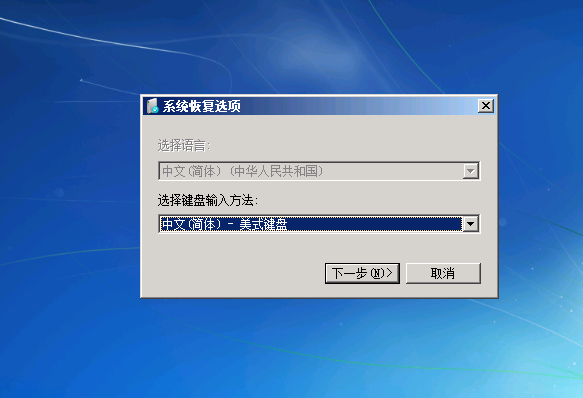 系统恢复选项
选择语言:
中文(简体) (中华人民共和国)
选择键盘输入方法:
中文(简体) - 美式键盘
下一步(N)> 取消